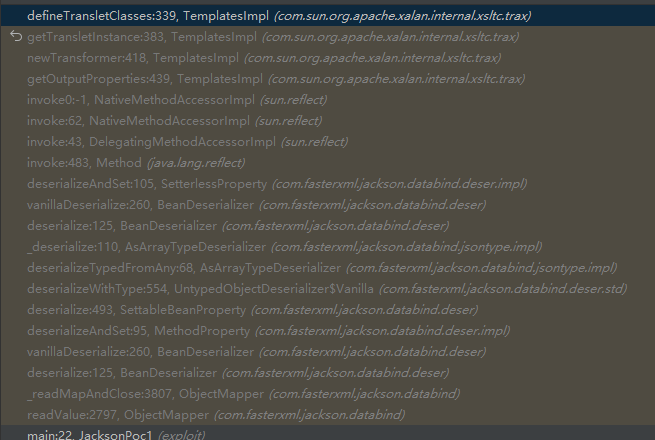 defineTransletClasses:339, TemplatesImpl (com.sun.org.apache.xalan.internal.xsltc.trax)
getTransletInstance:383, TemplatesImpl (com.sun.org.apache.xalan.internal.xsltc.trax)
newTransformer:418, TemplatesImpl (com.sun.org.apache.xalan.internal.xsltc.trax)
getOutputProperties:439, TemplatesImpl (com.sun.org.apache.xalan.internal.xsltc.trax)
invoke0:-1, NativeMethodAccessorImpl (sun.reflect)
invoke:62, NativeMethodAccessorImpl (sun.reflect)
invoke:43, DelegatingMethodAccessorImpl (sun.reflect)
invoke:483, Method (java.lang.reflect)
deserializeAndSet:105, SetterlessProperty (com.fasterxml.jackson.databind.deser.impl)
vanillaDeserialize:260, BeanDeserializer (com.fasterxml.jackson.databind.deser)
deserialize:125, BeanDeserializer (com.fasterxml.jackson.databind.deser)
_deserialize:110, AsArrayTypeDeserializer (com.fasterxml.jackson.databind.jsontype.impl)
deserializeTypedFromAny:68, AsArrayTypeDeserializer (com.fasterxml.jackson.databind.jsontype.impl)
deserializeWithType:554, UntypedObjectDeserializer$Vanilla (com.fasterxml.jackson.databind.deser.std)
deserialize:493, SettableBeanProperty (com.fasterxml.jackson.databind.deser)
deserializeAndSet:95, MethodProperty (com.fasterxml.jackson.databind.deser.impl)
vanillaDeserialize:260, BeanDeserializer (com.fasterxml.jackson.databind.deser)
deserialize:125, BeanDeserializer (com.fasterxml.jackson.databind.deser)
_readMapAndClose:3807, ObjectMapper (com.fasterxml.jackson.databind)
readValue:2797, ObjectMapper (com.fasterxml.jackson.databind)
main:22, JacksonPoc1 (exploit)